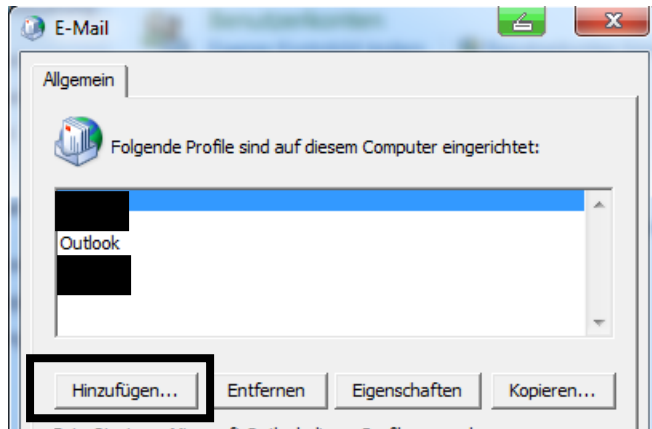 E-Mail
Allgemein
Folgende Profile sind auf diesem Computer eingerichtet:
Outlook
Hinzufügen... Entfernen Eigenschaften Kopieren...